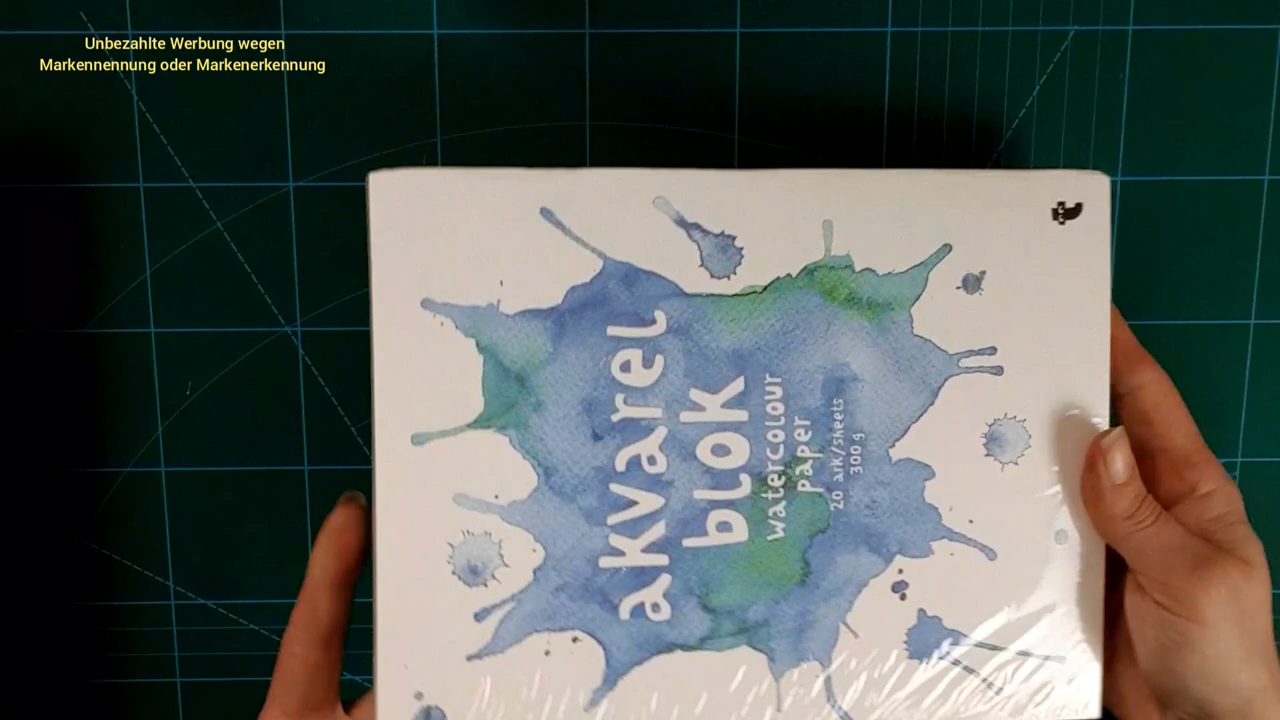 Unbezahlte Werbung wegen
Markennennung oder Markenerkennung
akvarel
blok
watercolour
paper
20 ark/sheets
300 g